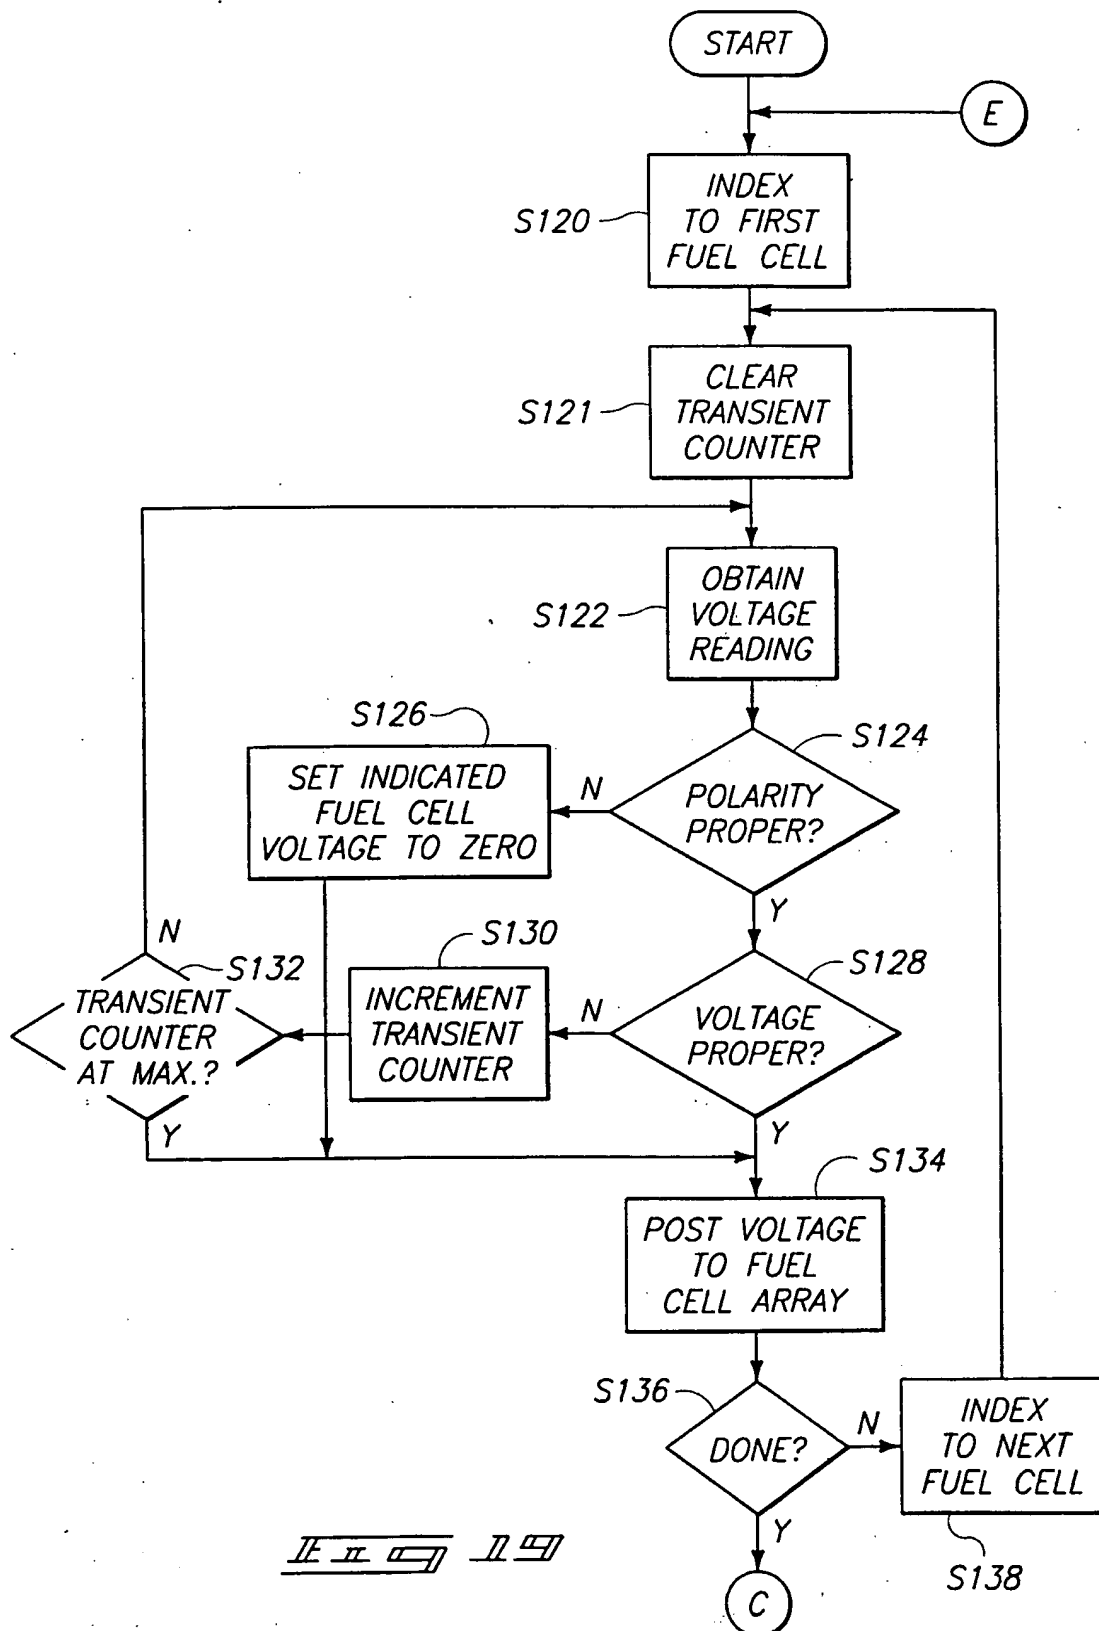 START
E
INDEX
TO FIRST
FUEL CELL
S120
CLEAR
TRANSIENT
COUNTER
S121
OBTAIN
VOLTAGE
READING
S122
S126
SET INDICATED
FUEL CELL
VOLTAGE TO ZERO
N
POLARITY
PROPER?
S124
Y
N
S132
TRANSIENT
COUNTER
AT MAX.?
Y
S130
INCREMENT
TRANSIENT
COUNTER
N
VOLTAGE
PROPER?
S128
Y
S134
POST VOLTAGE
TO FUEL
CELL ARRAY
S136
DONE?
N
INDEX
TO NEXT
FUEL CELL
S138
Y
C
FIG 19